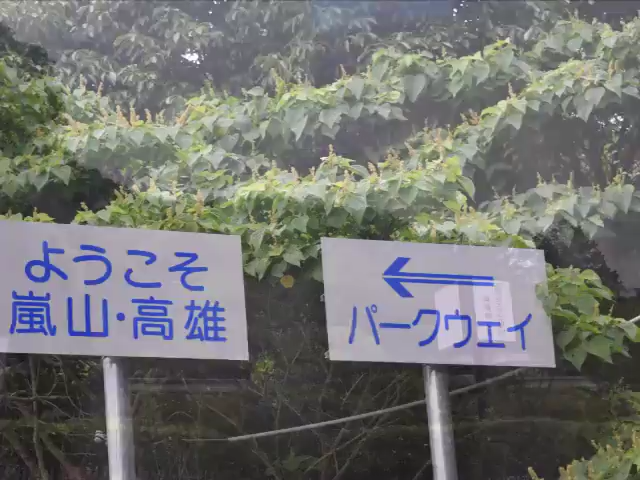 ようこそ
嵐山・高雄
パークウェイ